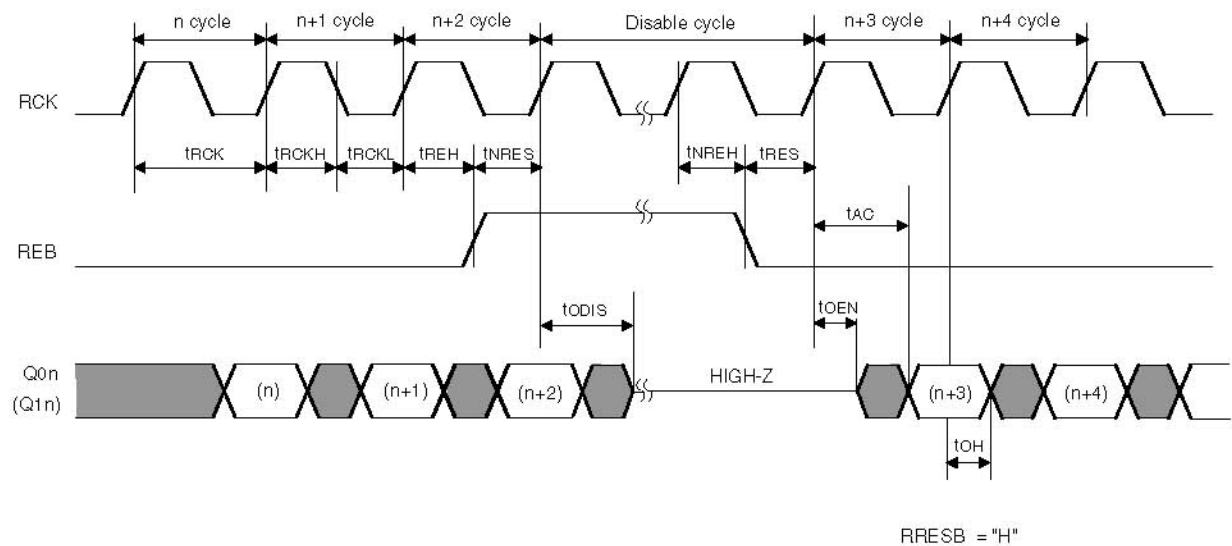 n cycle n+1 cycle n+2 cycle Disable cycle n+3 cycle n+4 cycle
RCK
tRCK tRCKH tRCKL tREH tNRES tNREH tRES
tAC
REB
tODIS tOEN
Q0n
(Q1n)
(n) (n+1) (n+2) HIGH-Z (n+3) (n+4)
tOH
RRESB = "H"